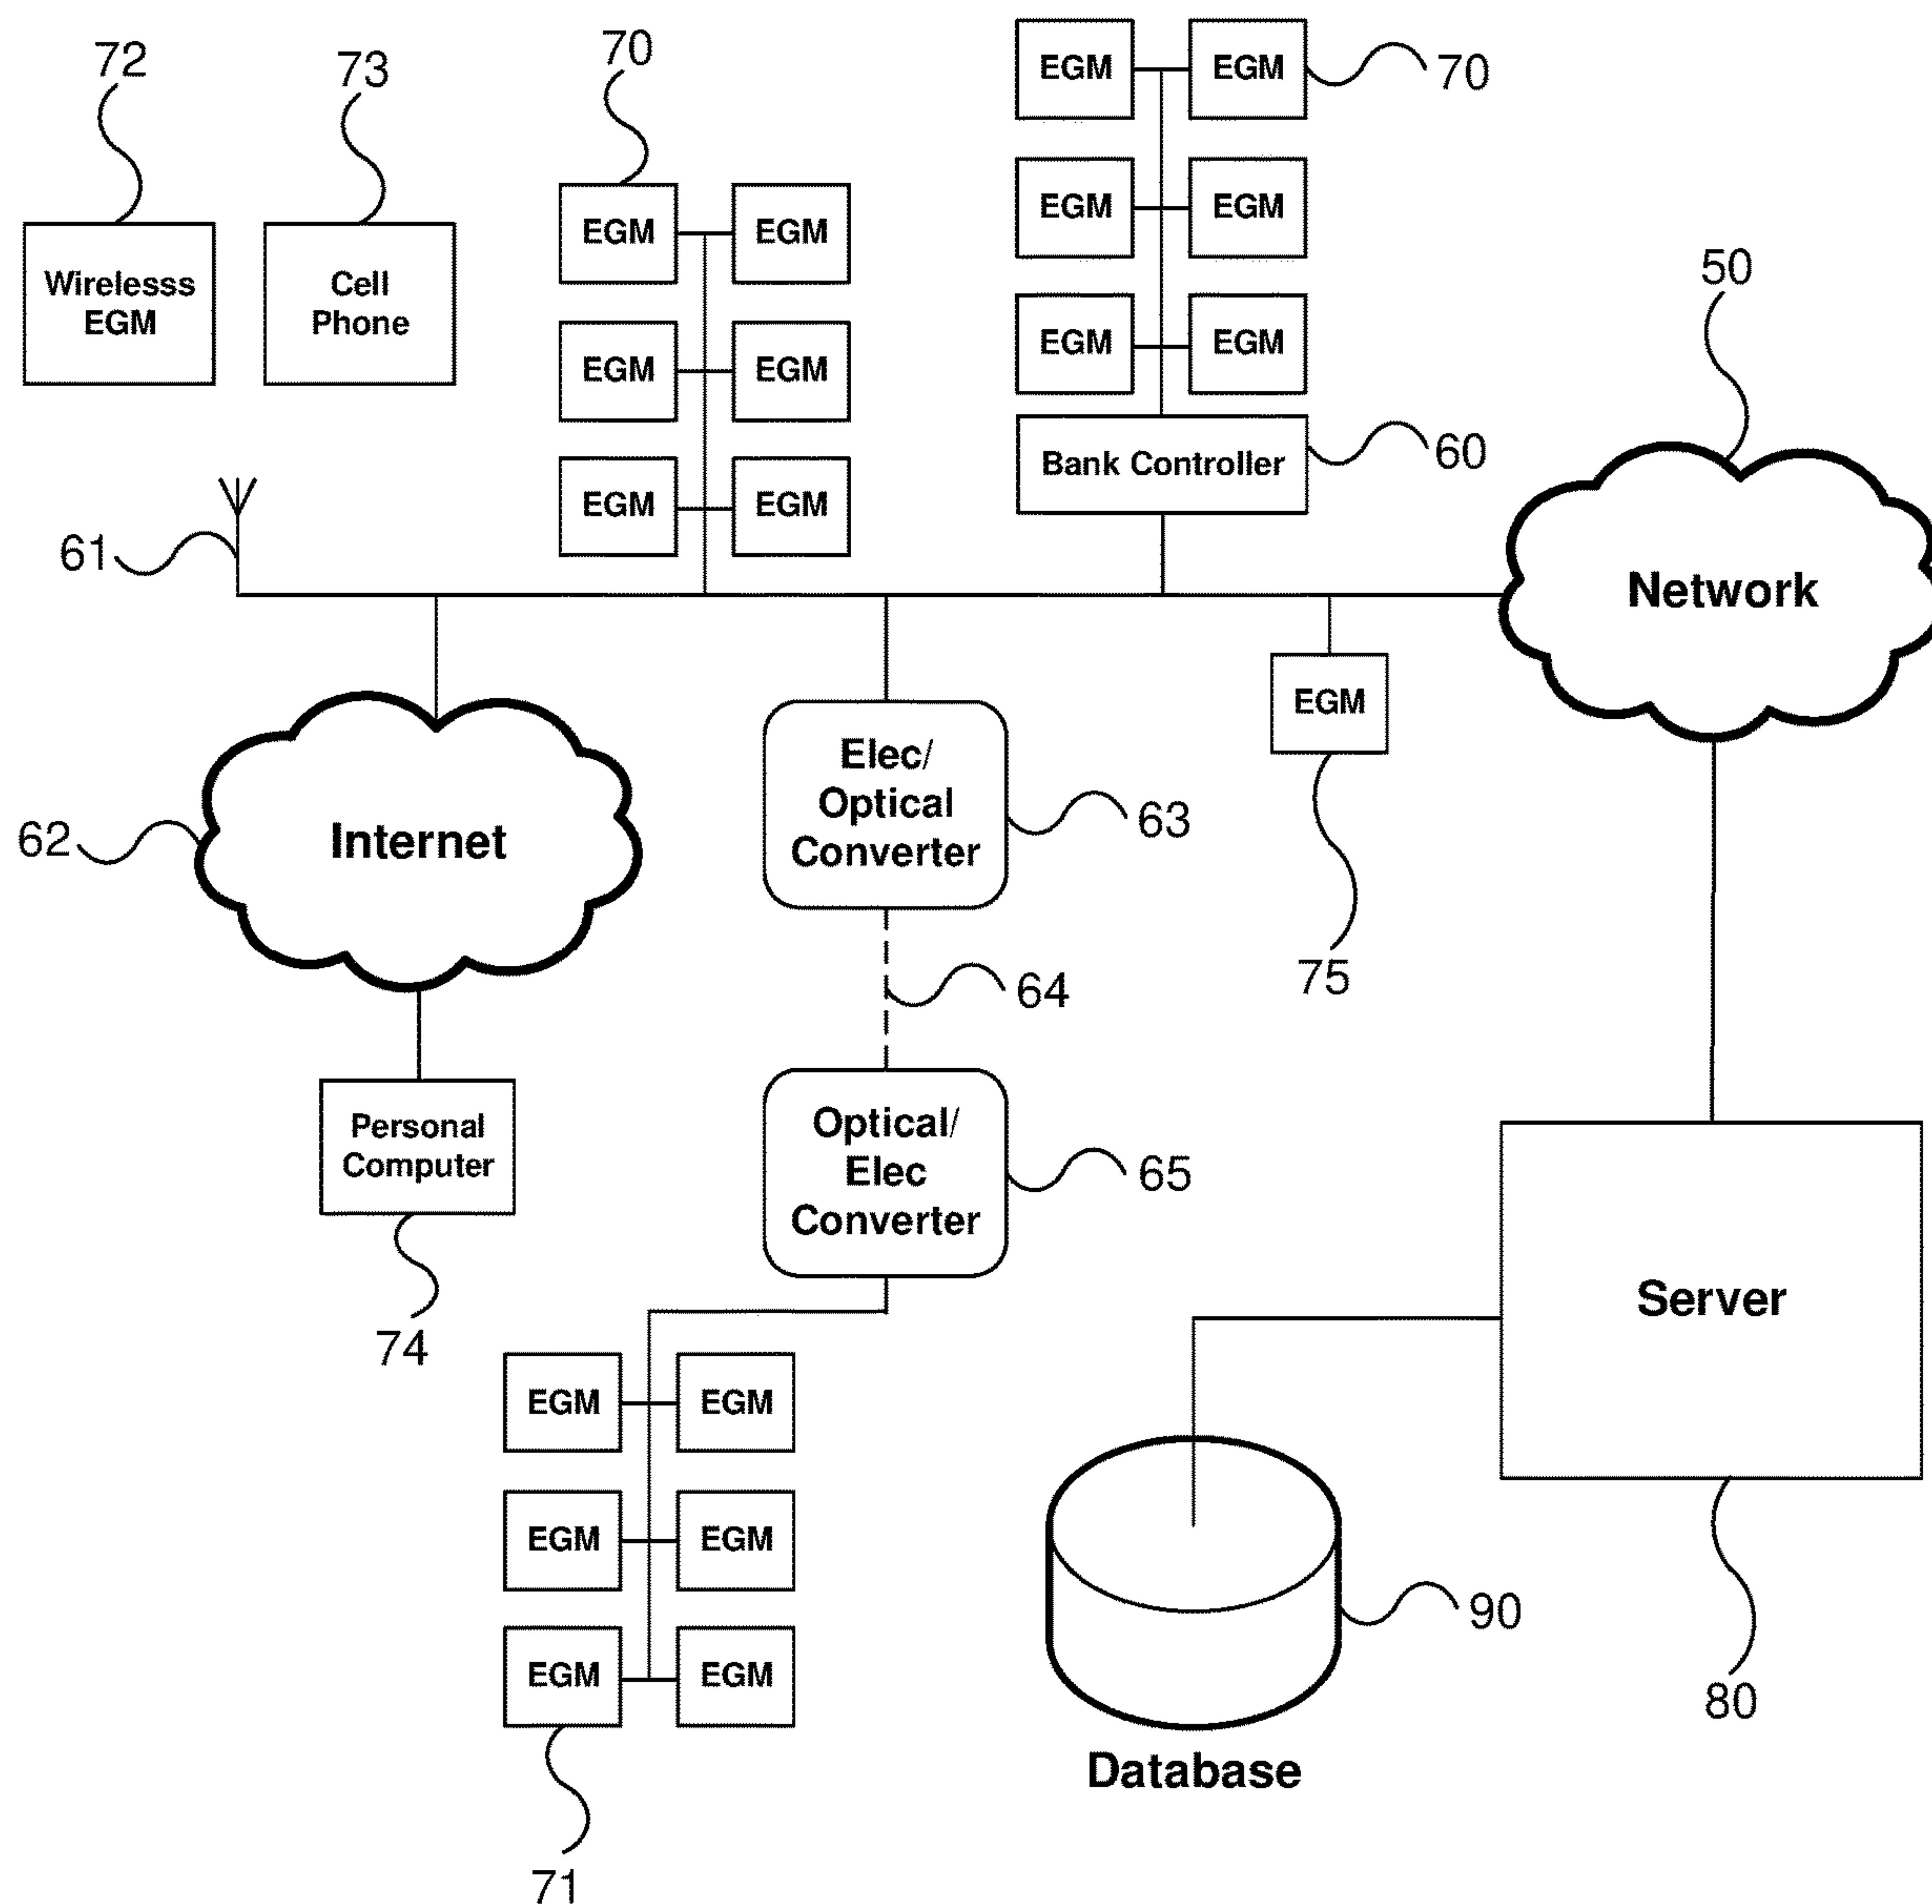 72
73
70
EGM EGM
70
Wirelesss
EGM
Cell
Phone
EGM EGM
EGM EGM
EGM EGM
EGM EGM
EGM EGM
50
Bank Controller
60
61
Network
EGM
62
Internet
Elec/
Optical
Converter
63
75
64
Personal
Computer
Optical/
Elec
Converter
65
74
Server
EGM EGM
EGM EGM
EGM EGM
90
80
Database
71